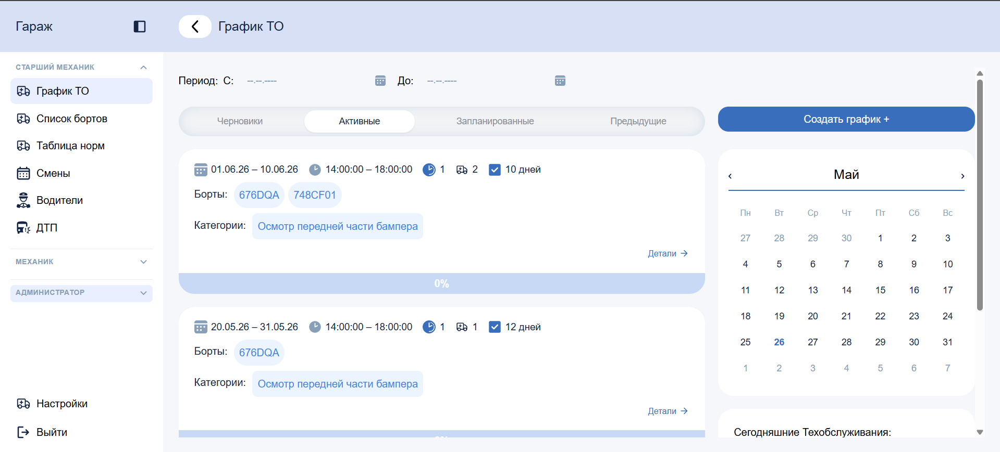 Гараж
График ТО
СТАРШИЙ МЕХАНИК
График ТО
Список бортов
Таблица норм
Смены
Водители
ДТП
МЕХАНИК
АДМИНИСТРАТОР
Настройки
Выйти
Период: С: --.--.---- До: --.--.----
Черновики Активные Запланированные Предыдущие
01.06.26 – 10.06.26 14:00:00 – 18:00:00 1 2 10 дней
Борты: 676DQA 748CF01
Категории: Осмотр передней части бампера
Детали →
0%
20.05.26 – 31.05.26 14:00:00 – 18:00:00 1 1 12 дней
Борты: 676DQA
Категории: Осмотр передней части бампера
Детали →
Создать график +
‹ Май ›
Пн Вт Ср Чт Пт Сб Вс
27 28 29 30 1 2 3
4 5 6 7 8 9 10
11 12 13 14 15 16 17
18 19 20 21 22 23 24
25 26 27 28 29 30 31
1 2 3 4 5 6 7
Сегодняшние Техобслуживания: